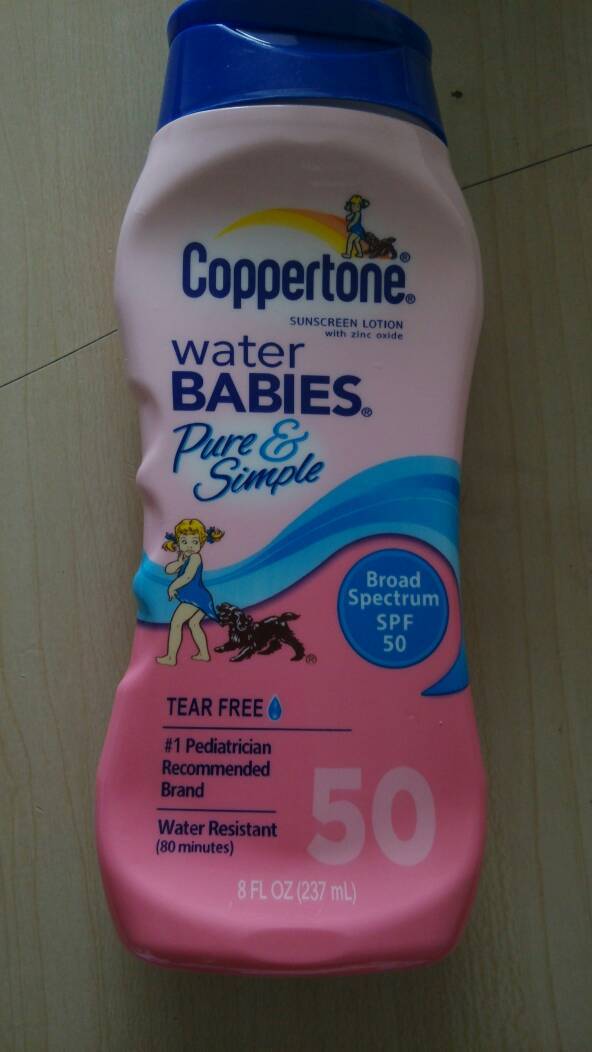 Coppertone®
SUNSCREEN LOTION
with zinc oxide
water
BABIES®
Pure &
Simple
Broad
Spectrum
SPF
50
®
TEAR FREE
#1 Pediatrician
Recommended
Brand
Water Resistant
(80 minutes)
50
8 FL OZ (237 mL)